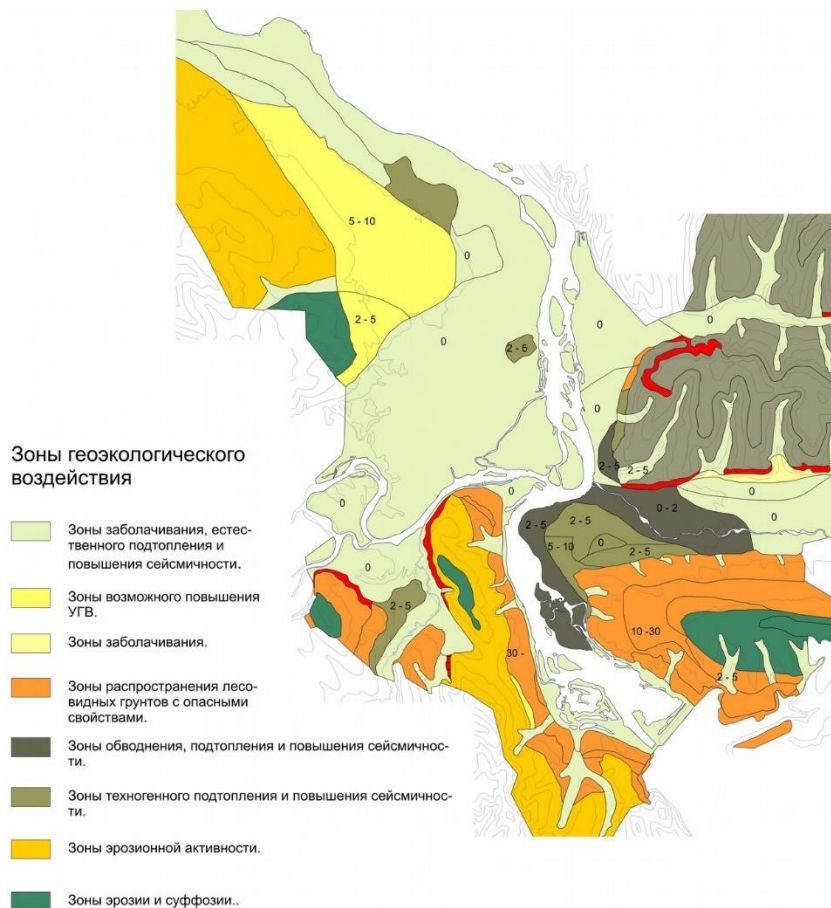 5 - 10
0
2 - 5
0
0
0
2 - 5
0
2 - 5
2 - 5
0
0 - 2
0
0
0
2 - 5
2 - 5
5 - 10
0
2 - 5
0
2 - 5
10 -30
30 -
2 - 5
Зоны геоэкологического
воздействия
Зоны заболачивания, естес-
твенного подтопления и
повышения сейсмичности.
Зоны возможного повышения
УГВ.
Зоны заболачивания.
Зоны распространения лесо-
видных грунтов с опасными
свойствами.
Зоны обводнения, подтопления и повышения сейсмичнос-
ти.
Зоны техногенного подтопления и повышения сейсмичнос-
ти.
Зоны эрозионной активности.
Зоны эрозии и суффозии..